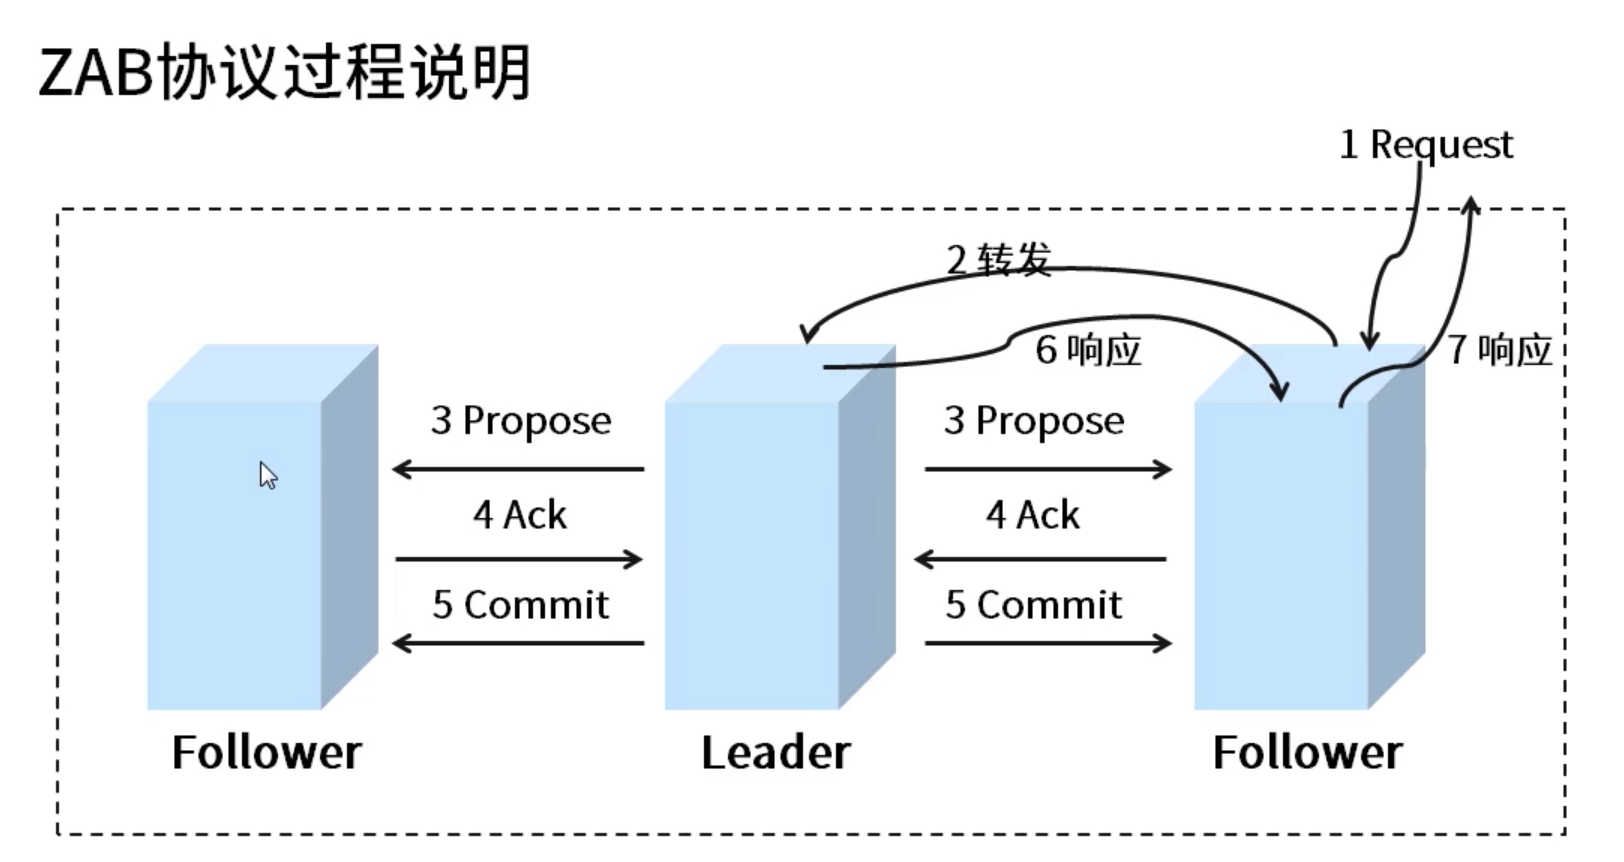 ZAB协议过程说明
1 Request
2 转发
6 响应
7 响应
3 Propose
3 Propose
4 Ack
4 Ack
5 Commit
5 Commit
Follower
Leader
Follower